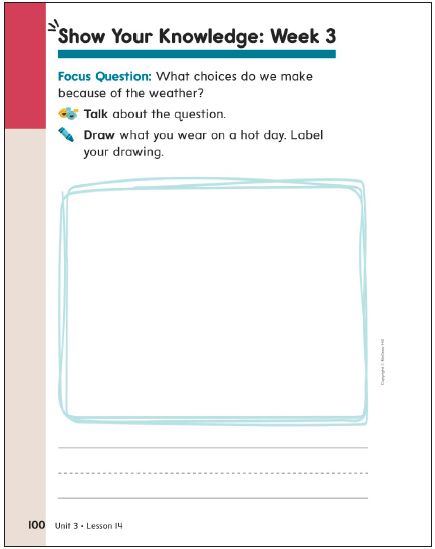 Show Your Knowledge: Week 3
Focus Question: What choices do we make
because of the weather?
Talk about the question.
Draw what you wear on a hot day. Label
your drawing.
Copyright © McGraw Hill
100 Unit 3 • Lesson 14